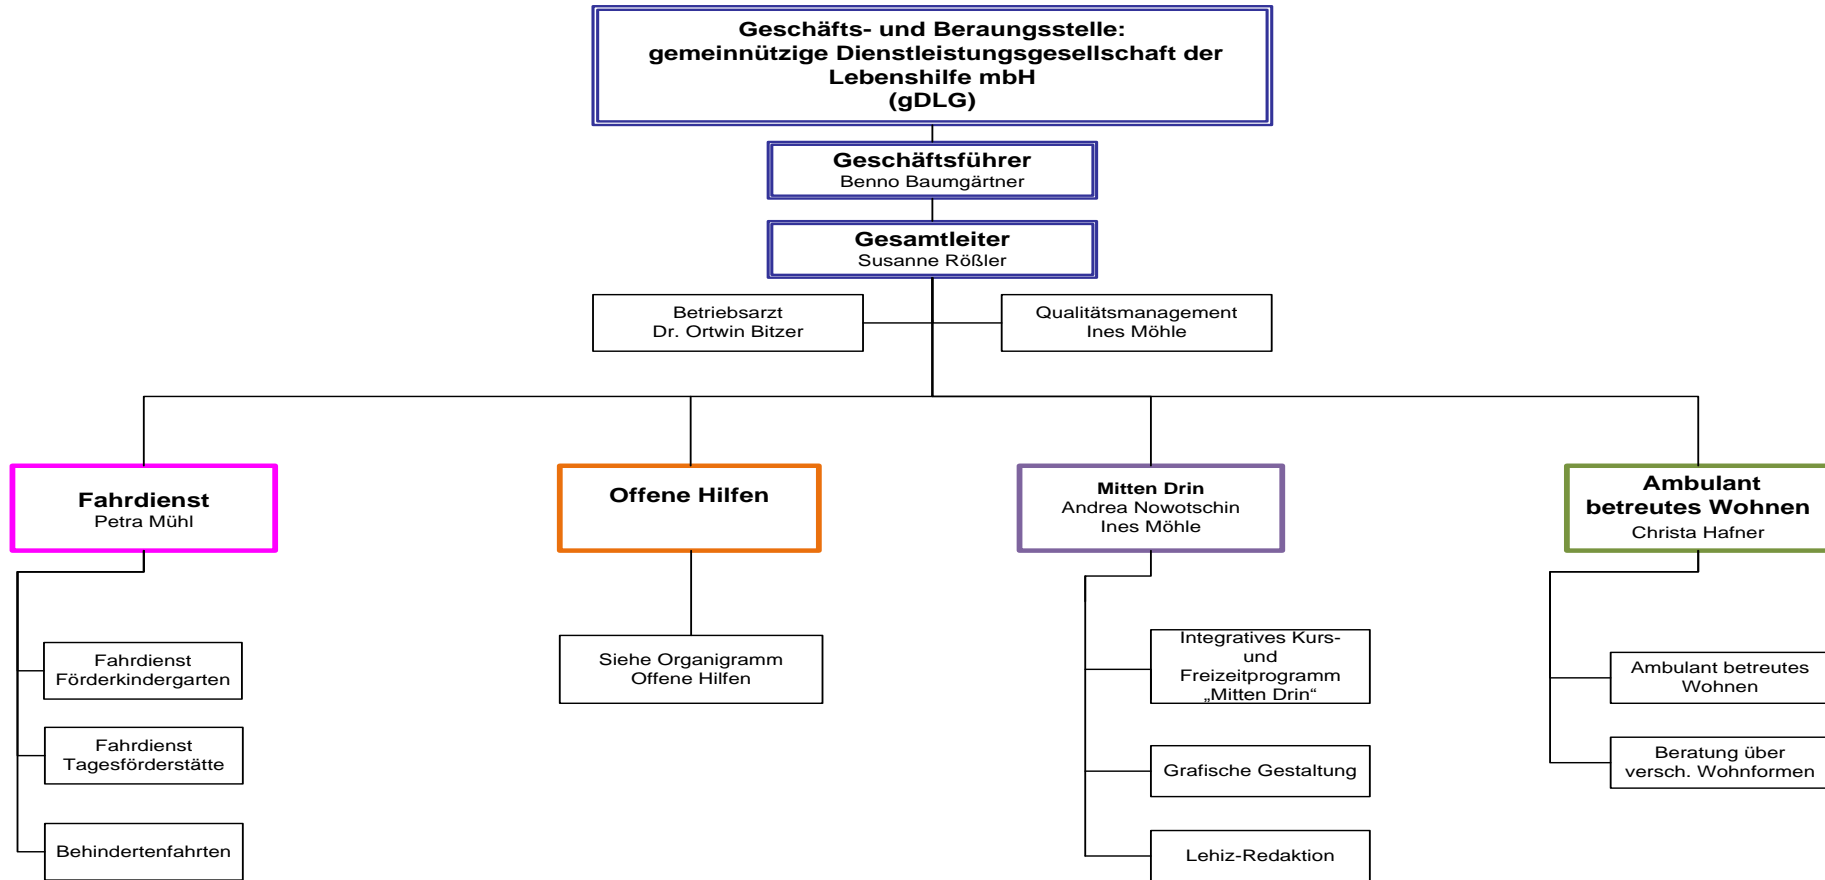 Geschäfts- und Beraungsstelle:
gemeinnützige Dienstleistungsgesellschaft der
Lebenshilfe mbH
(gDLG)
Geschäftsführer
Benno Baumgärtner
Gesamtleiter
Susanne Rößler
Betriebsarzt
Dr. Ortwin Bitzer
Qualitätsmanagement
Ines Möhle
Fahrdienst
Petra Mühl
Offene Hilfen
Mitten Drin
Andrea Nowotschin
Ines Möhle
Ambulant
betreutes Wohnen
Christa Hafner
Fahrdienst
Förderkindergarten
Fahrdienst
Tagesförderstätte
Behindertenfahrten
Siehe Organigramm
Offene Hilfen
Integratives Kurs-
und
Freizeitprogramm
„Mitten Drin“
Grafische Gestaltung
Lehiz-Redaktion
Ambulant betreutes
Wohnen
Beratung über
versch. Wohnformen